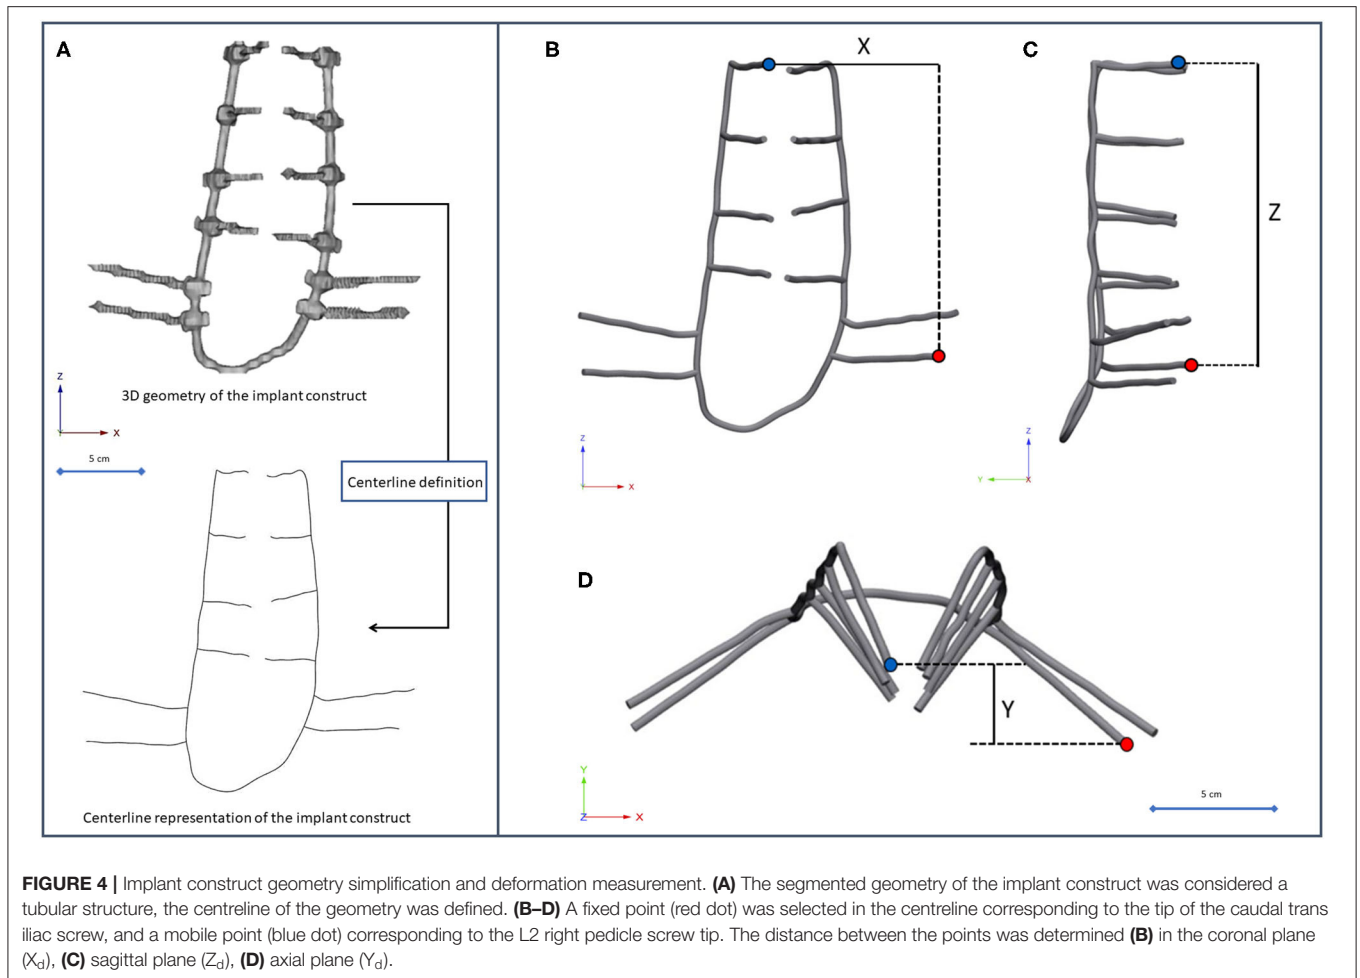 A
Z
X
Y
3D geometry of the implant construct
5 cm
Centerline definition
Centerline representation of the implant construct
B
X
Z
Y
X
C
Z
Z
Y
X
D
Y
Y
Z
X
5 cm
FIGURE 4 | Implant construct geometry simplification and deformation measurement. (A) The segmented geometry of the implant construct was considered a
tubular structure, the centreline of the geometry was defined. (B–D) A fixed point (red dot) was selected in the centreline corresponding to the tip of the caudal trans
iliac screw, and a mobile point (blue dot) corresponding to the L2 right pedicle screw tip. The distance between the points was determined (B) in the coronal plane
(Xd), (C) sagittal plane (Zd), (D) axial plane (Yd).